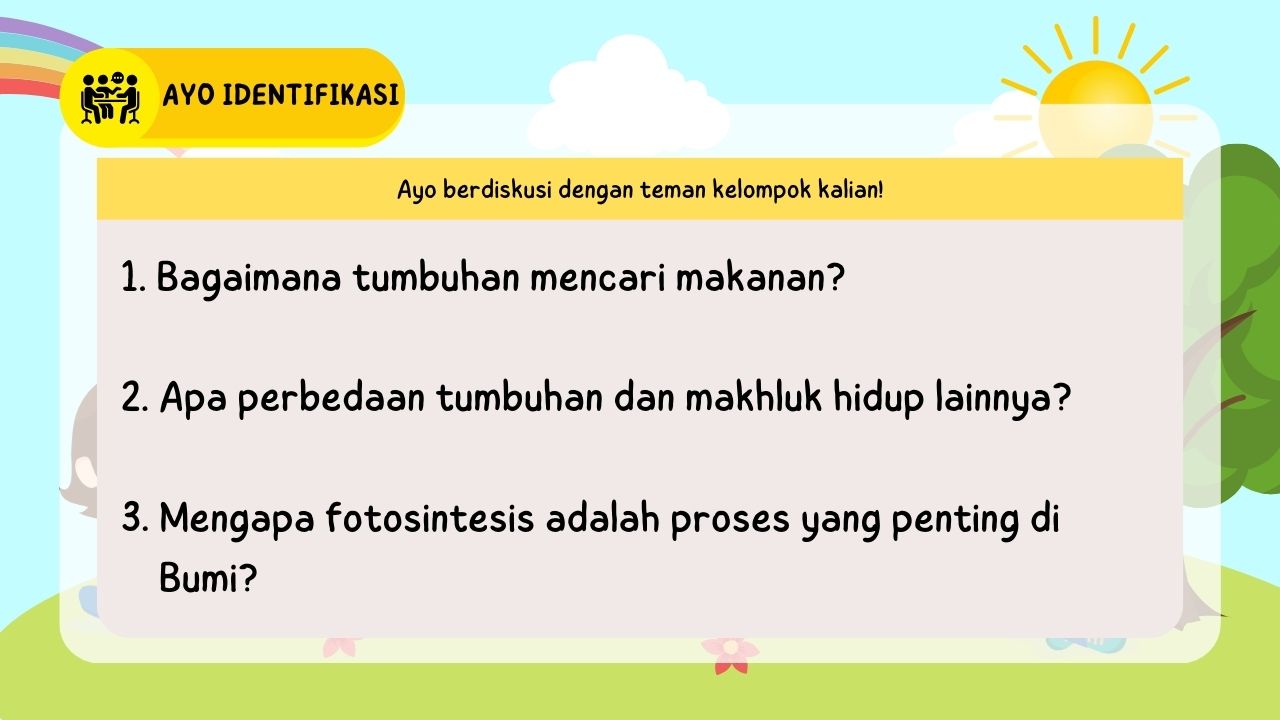 AYO IDENTIFIKASI
Ayo berdiskusi dengan teman kelompok kalian!
1. Bagaimana tumbuhan mencari makanan?
2. Apa perbedaan tumbuhan dan makhluk hidup lainnya?
3. Mengapa fotosintesis adalah proses yang penting di
Bumi?